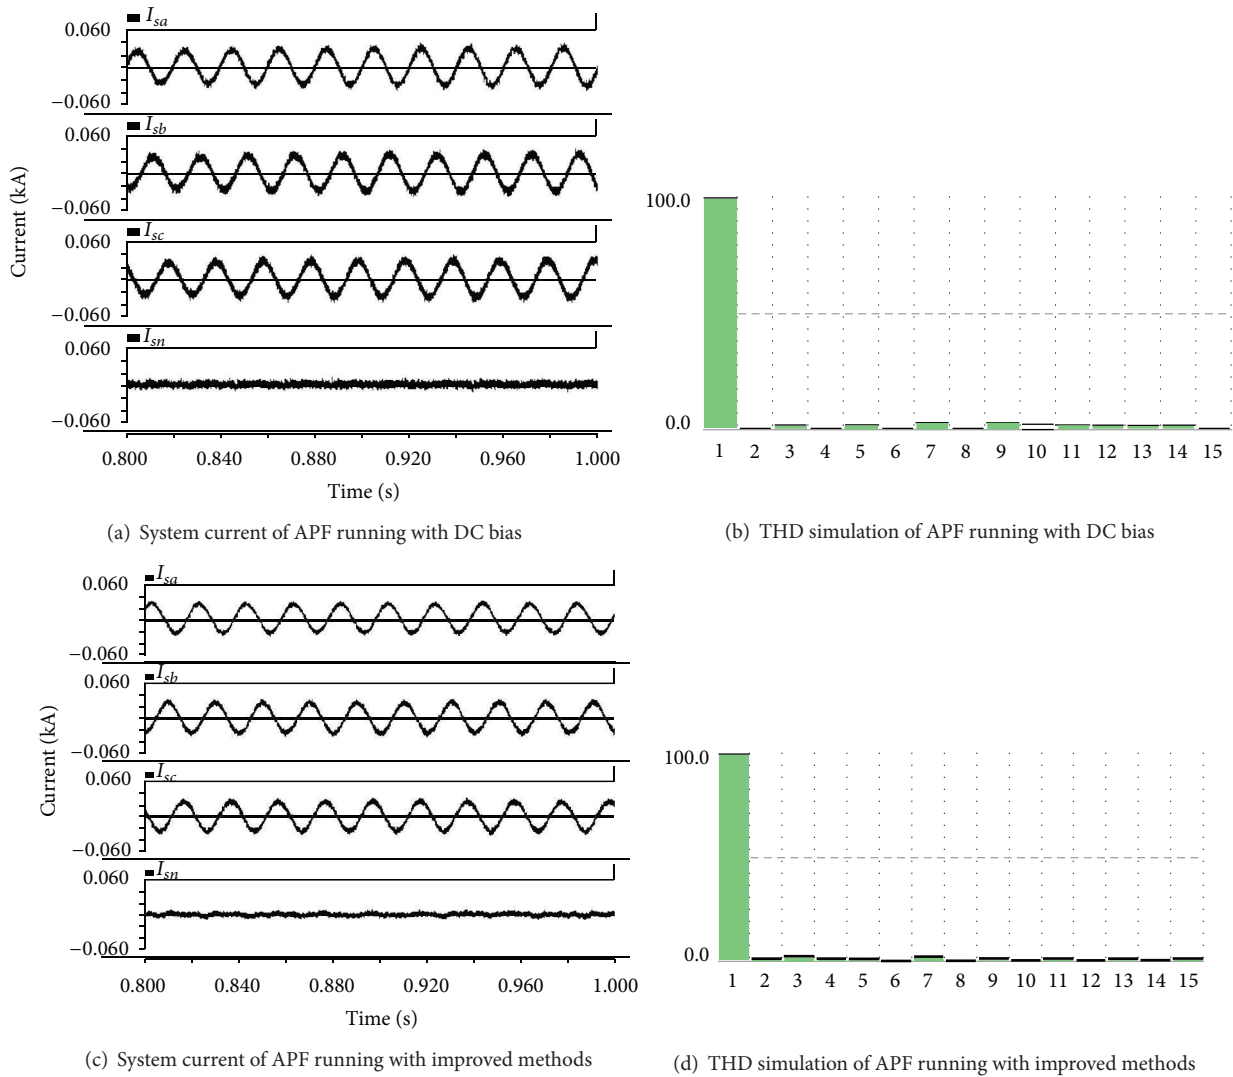 I_sa
0.060
−0.060
I_sb
0.060
−0.060
I_sc
0.060
−0.060
I_sn
0.060
−0.060
Current (kA)
0.800 0.840 0.880 0.920 0.960 1.000
Time (s)
(a) System current of APF running with DC bias
100.0
0.0
1 2 3 4 5 6 7 8 9 10 11 12 13 14 15
(b) THD simulation of APF running with DC bias
I_sa
0.060
−0.060
I_sb
0.060
−0.060
I_sc
0.060
−0.060
I_sn
0.060
−0.060
Current (kA)
0.800 0.840 0.880 0.920 0.960 1.000
Time (s)
(c) System current of APF running with improved methods
100.0
0.0
1 2 3 4 5 6 7 8 9 10 11 12 13 14 15
(d) THD simulation of APF running with improved methods